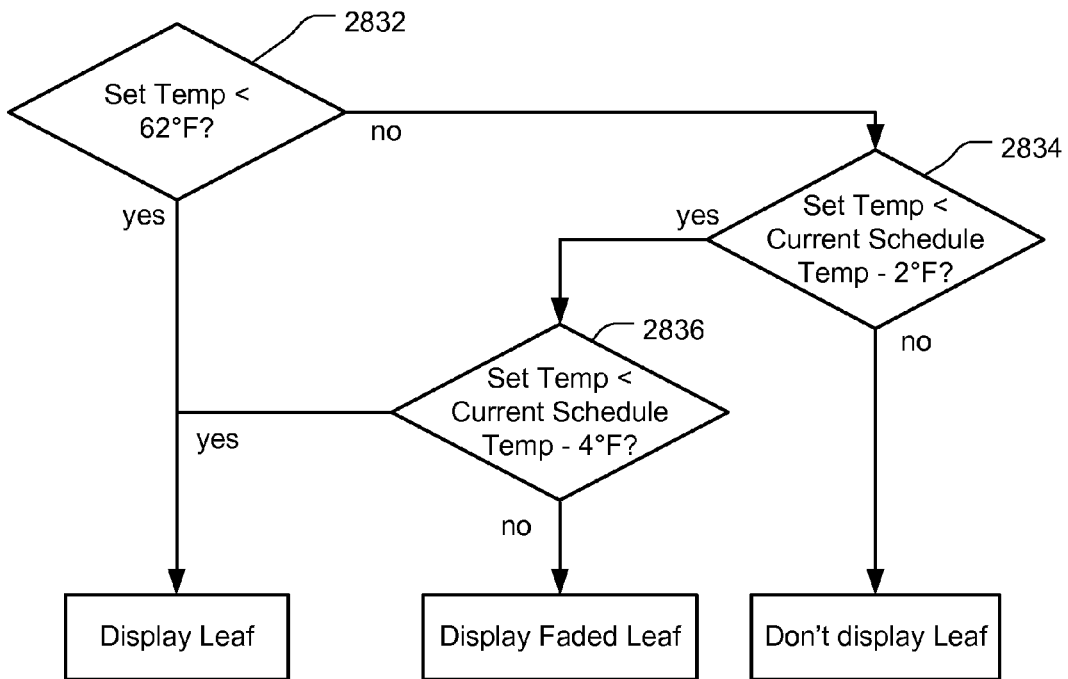 2832
Set Temp <
62°F?
no
yes
2834
Set Temp <
Current Schedule
Temp - 2°F?
yes
no
2836
Set Temp <
Current Schedule
Temp - 4°F?
yes
no
Display Leaf
Display Faded Leaf
Don't display Leaf